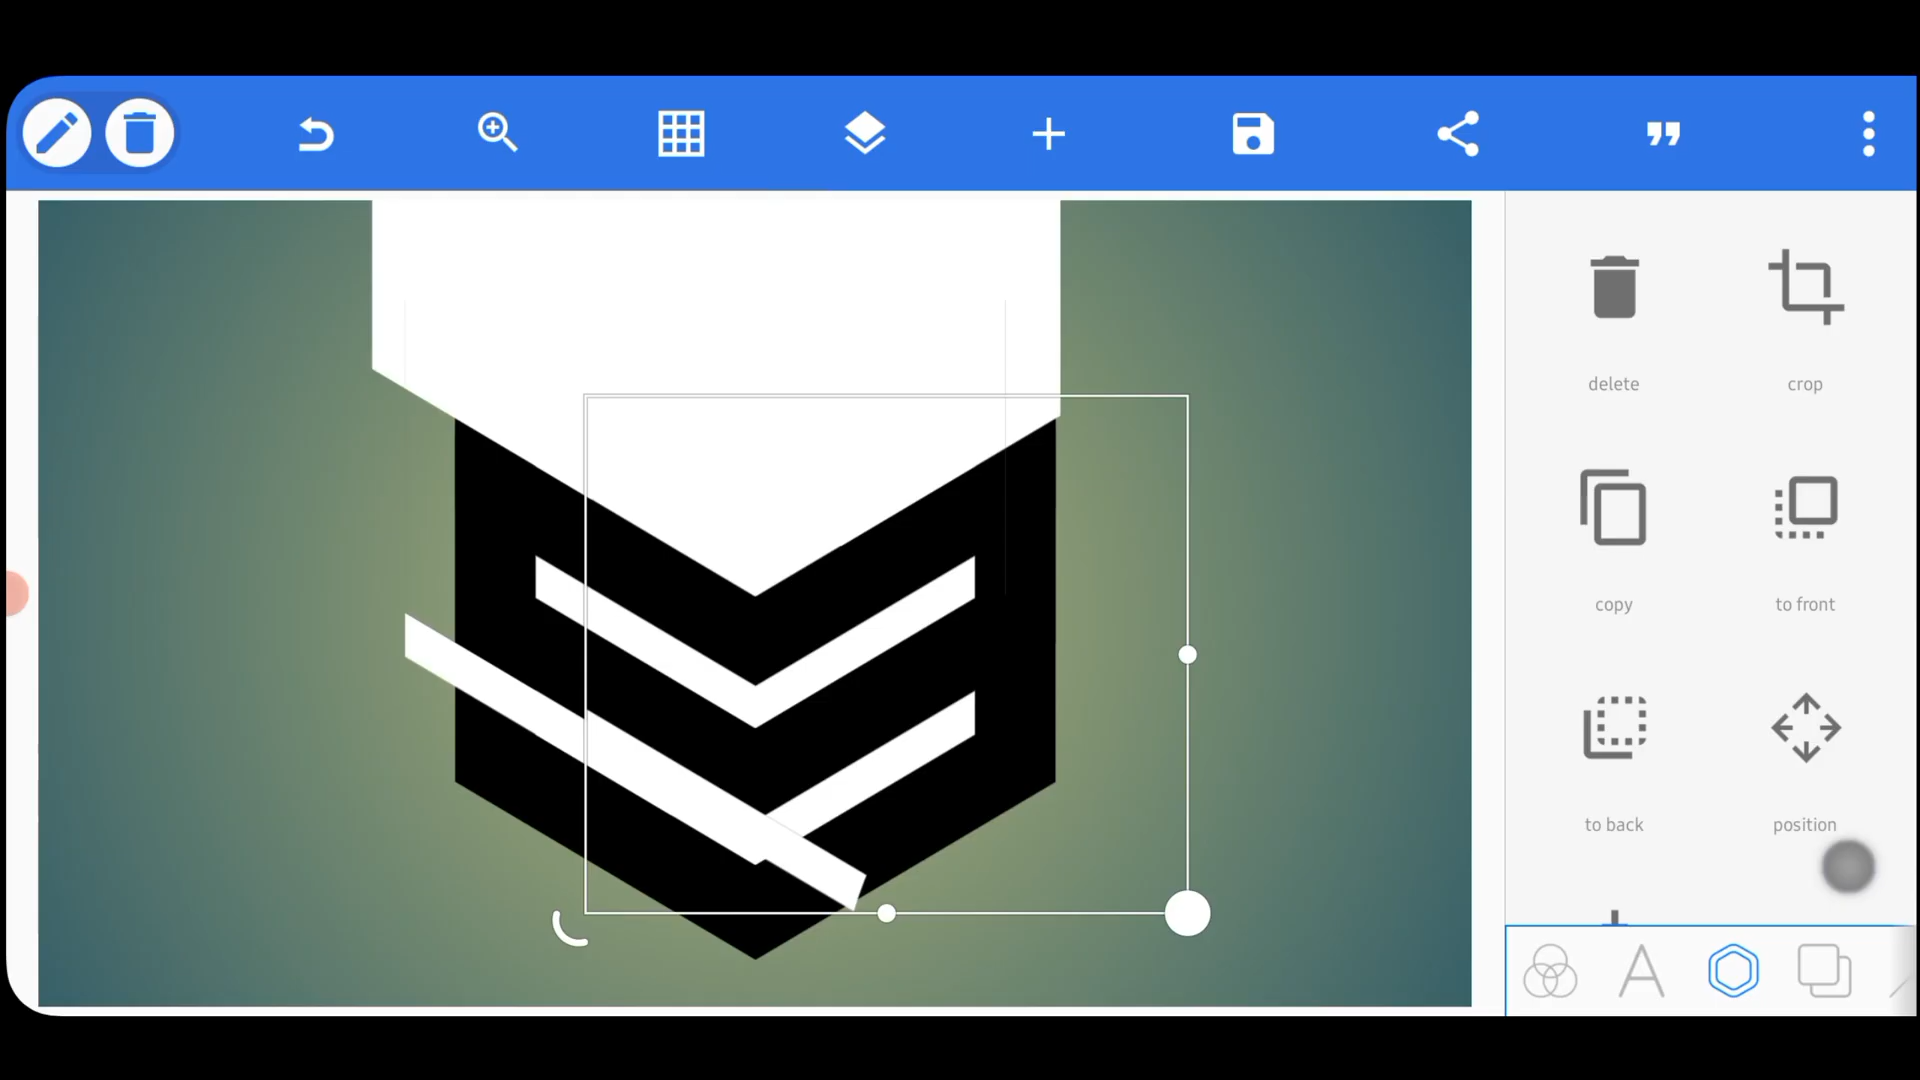 delete
crop
copy
to front
to back
position